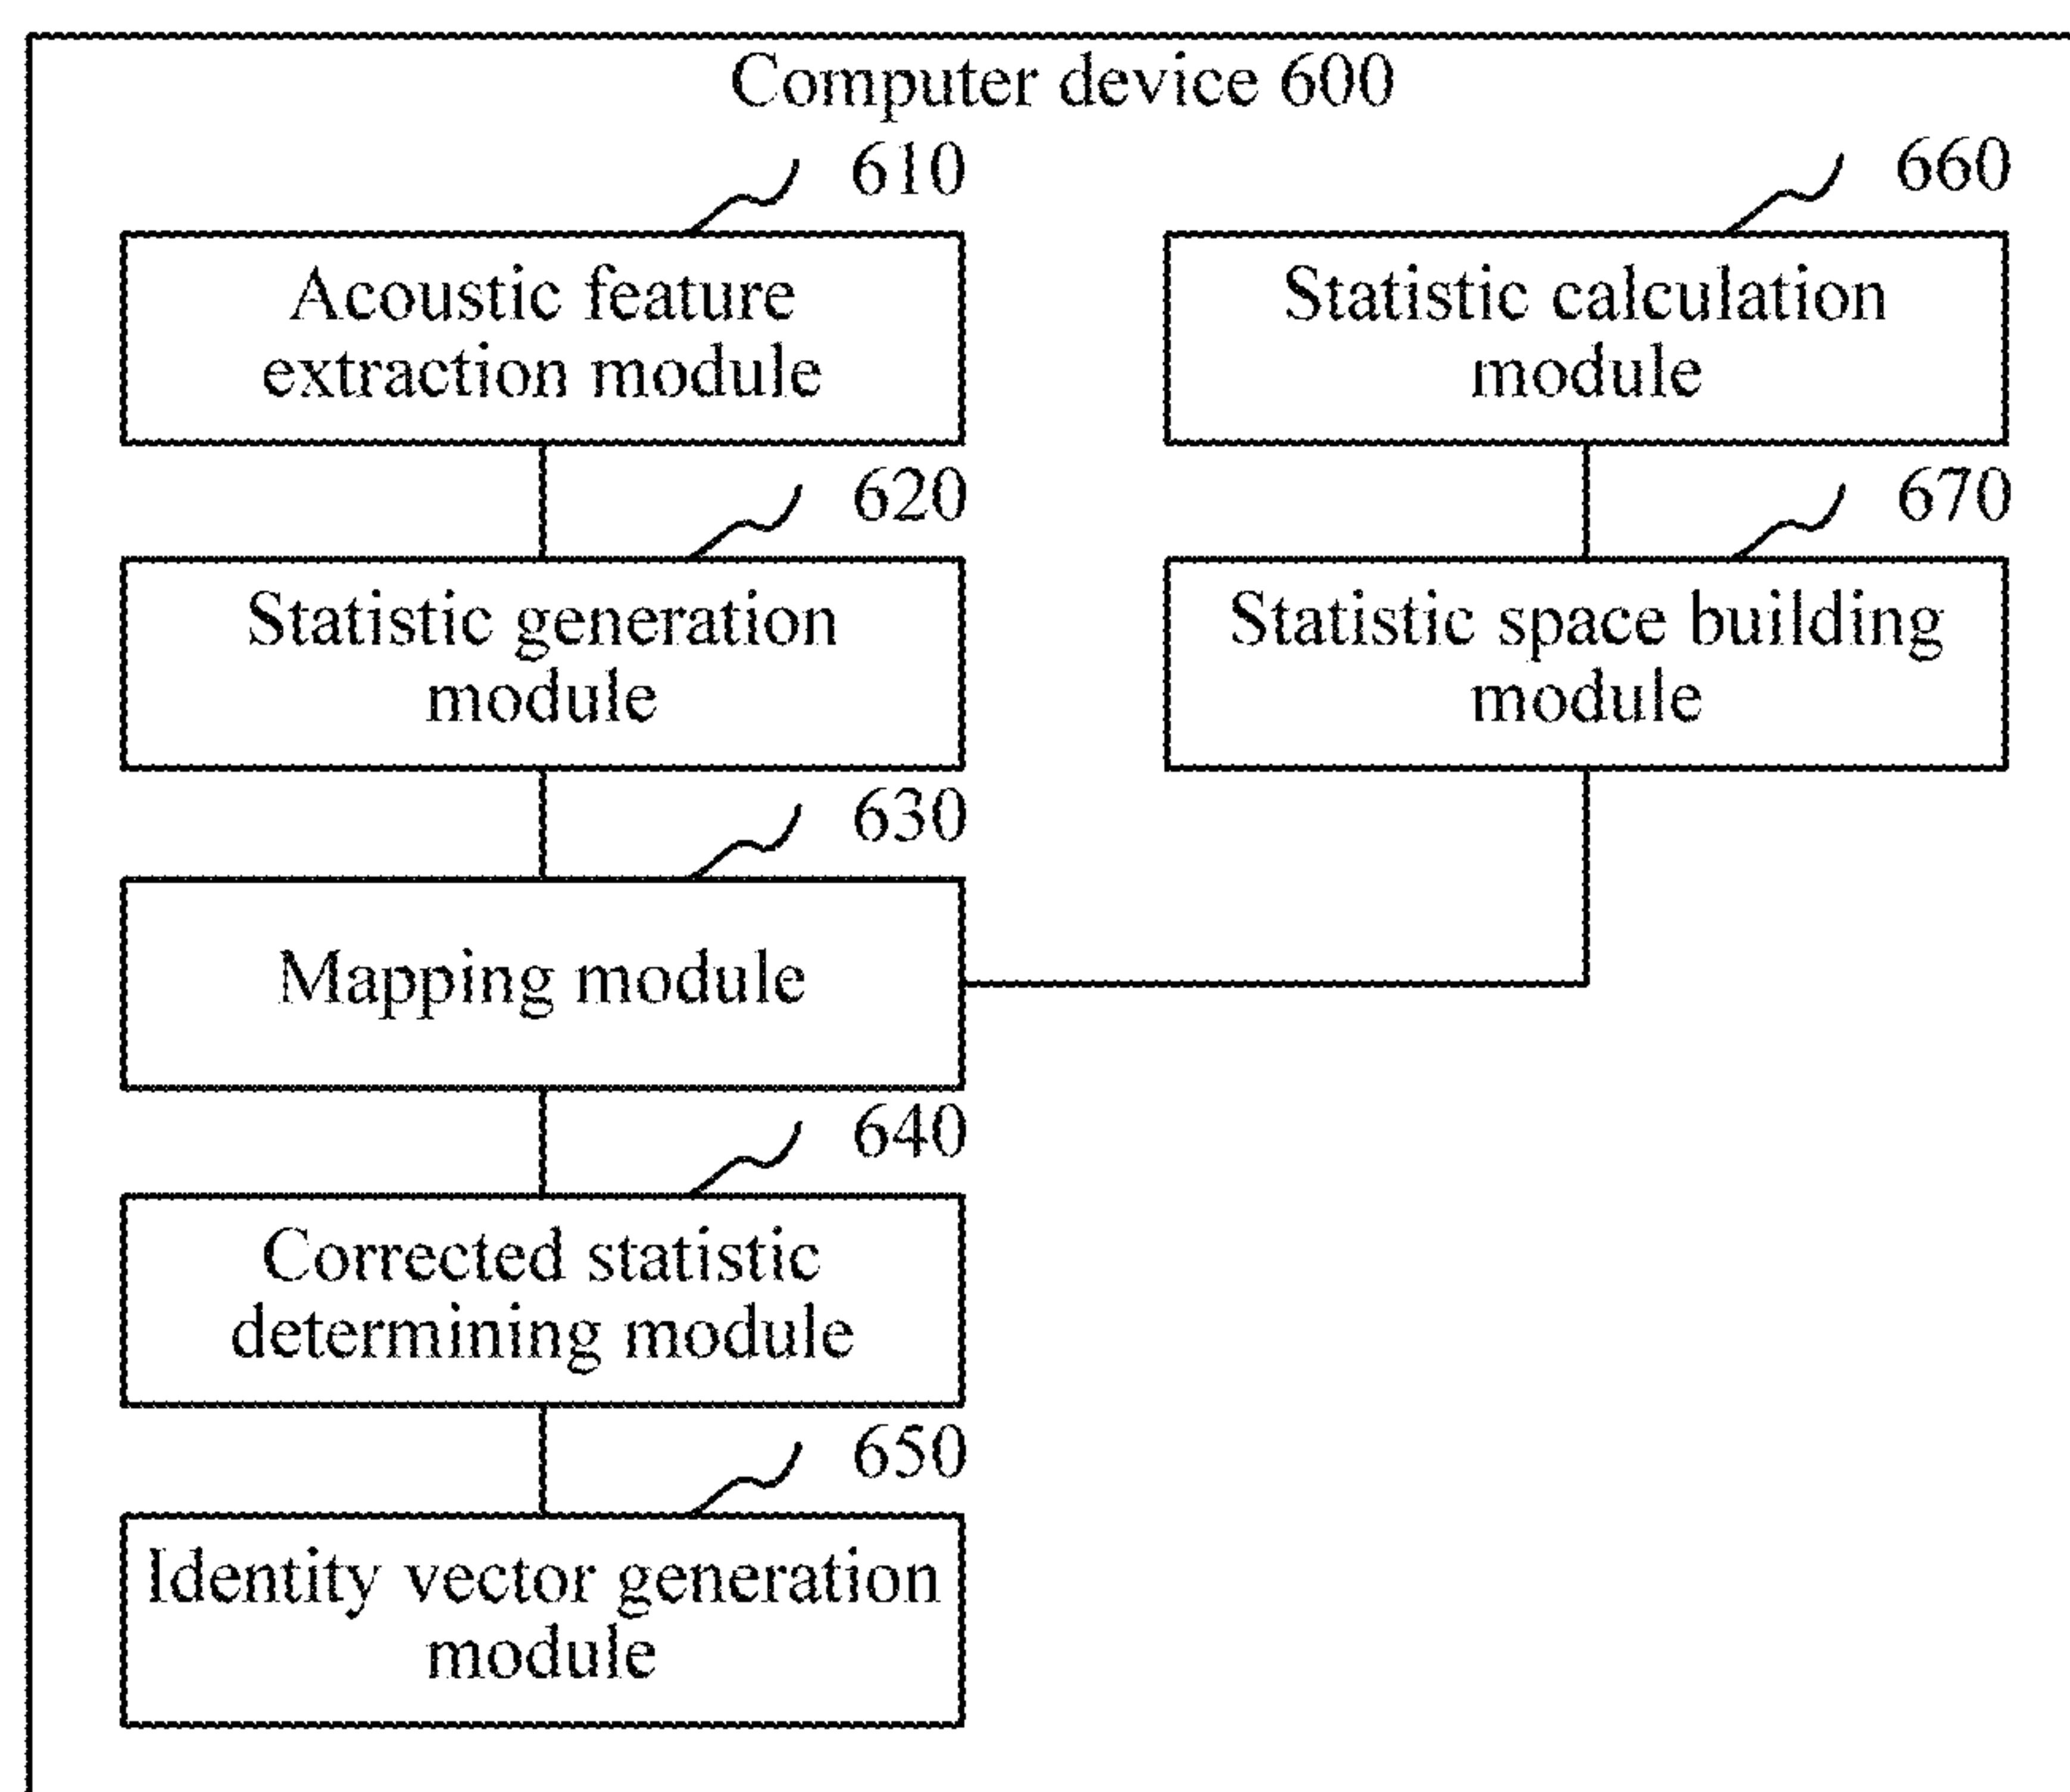 Computer device 600
610
Acoustic feature
extraction module
620
Statistic generation
module
630
Mapping module
640
Corrected statistic
determining module
650
Identity vector generation
module
660
Statistic calculation
module
670
Statistic space building
module